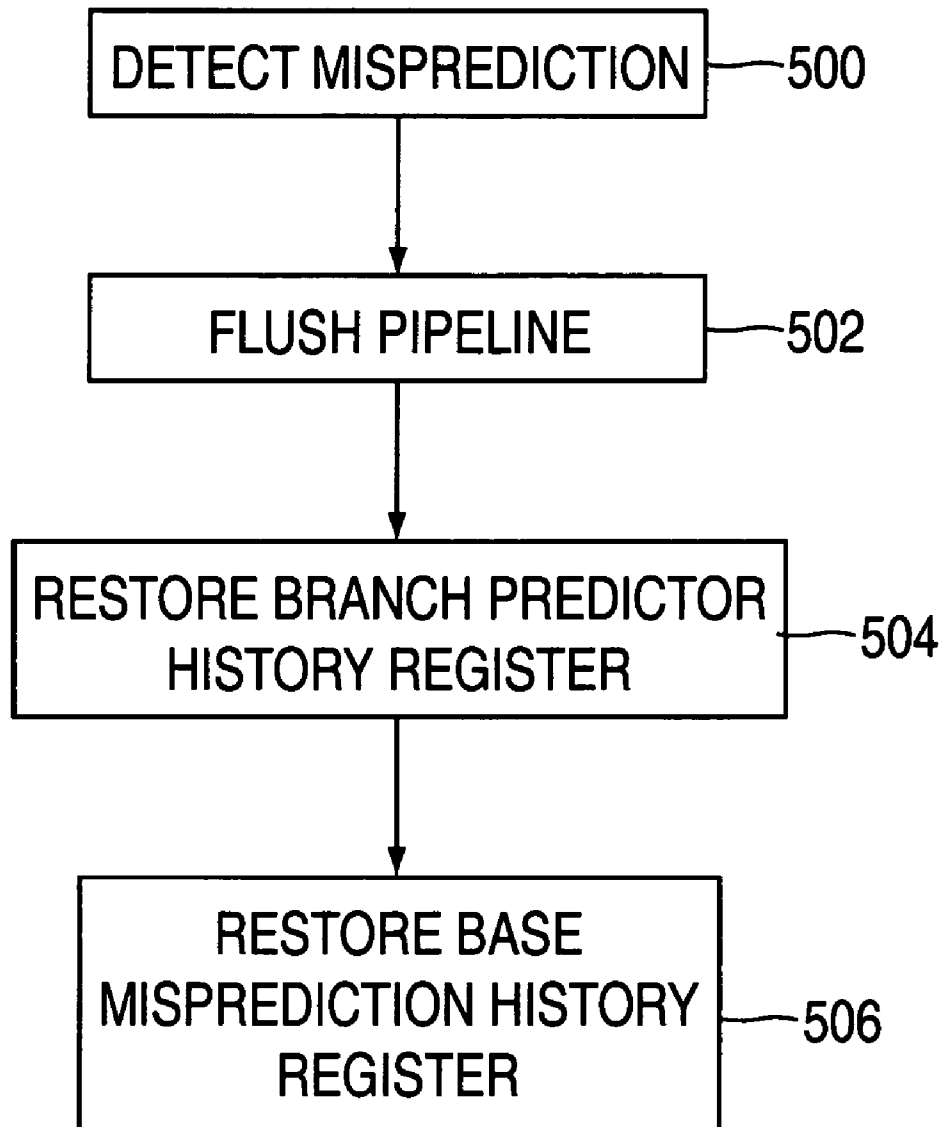 DETECT MISPREDICTION
500
FLUSH PIPELINE
502
RESTORE BRANCH PREDICTOR
HISTORY REGISTER
504
RESTORE BASE
MISPREDICTION HISTORY
REGISTER
506